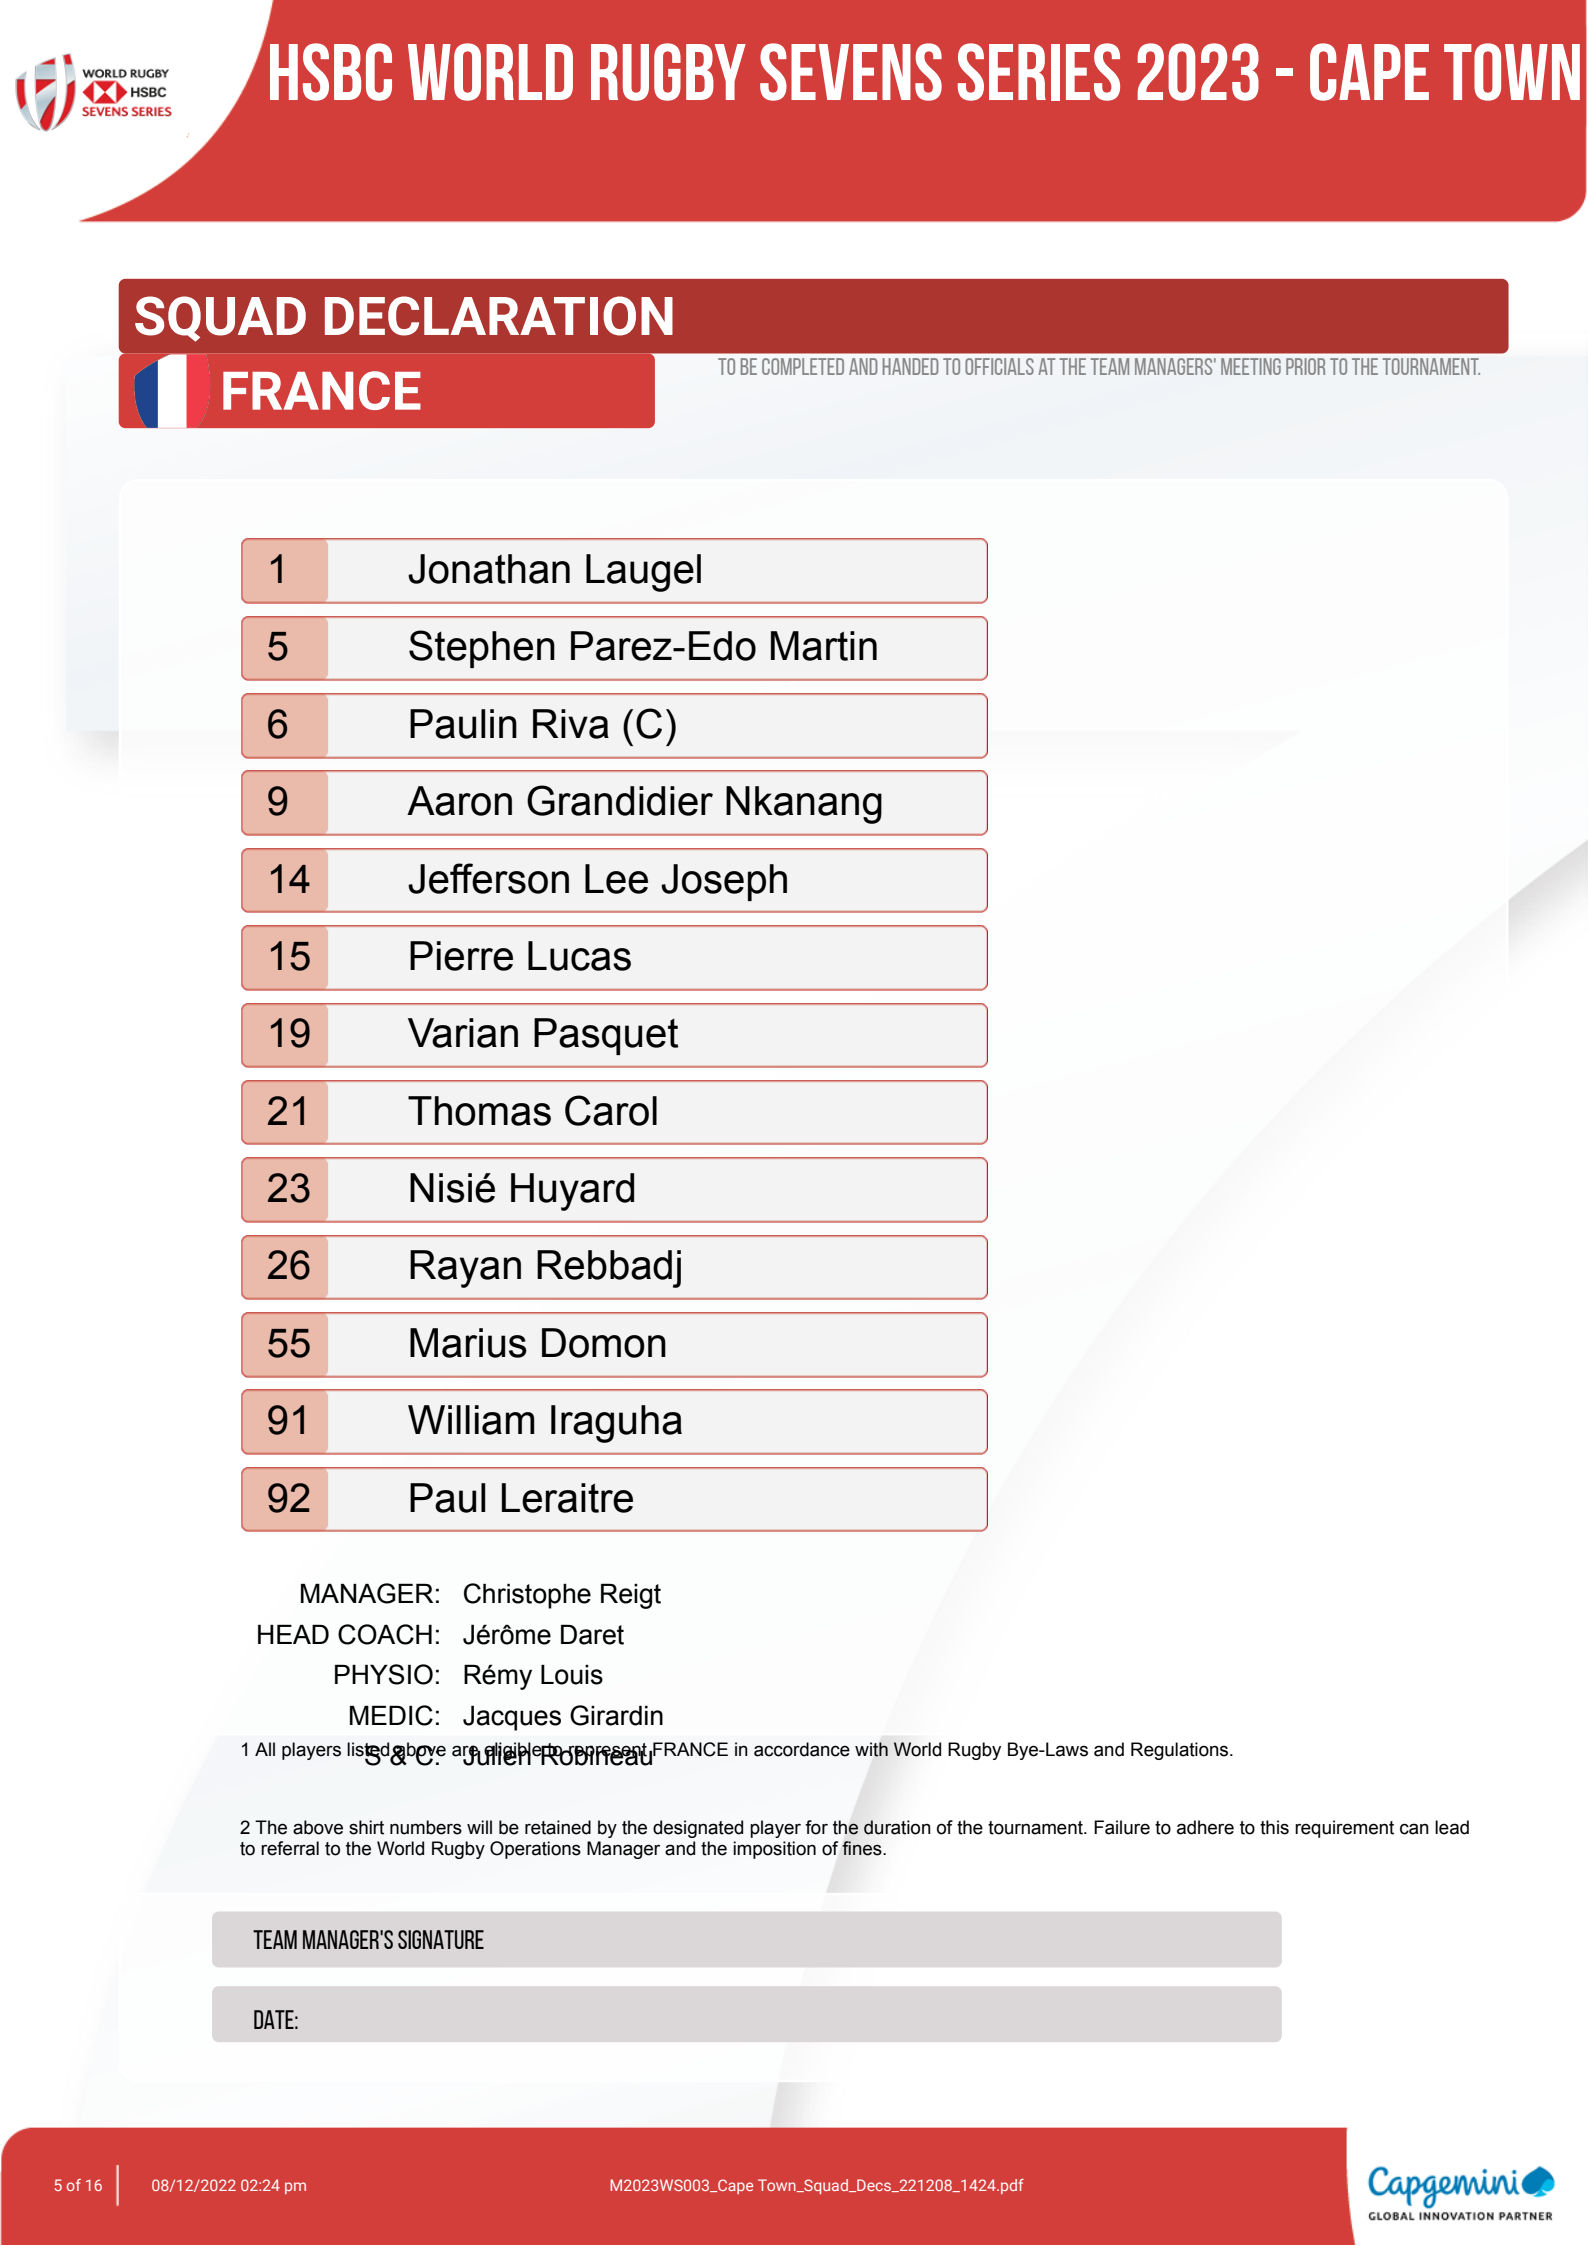 WORLD RUGBY
HSBC
SEVENS SERIES
HSBC WORLD RUGBY SEVENS SERIES 2023 - CAPE TOWN
SQUAD DECLARATION
FRANCE
TO BE COMPLETED AND HANDED TO OFFICIALS AT THE TEAM MANAGERS' MEETING PRIOR TO THE TOURNAMENT.
1 Jonathan Laugel
5 Stephen Parez-Edo Martin
6 Paulin Riva (C)
9 Aaron Grandidier Nkanang
14 Jefferson Lee Joseph
15 Pierre Lucas
19 Varian Pasquet
21 Thomas Carol
23 Nisié Huyard
26 Rayan Rebbadj
55 Marius Domon
91 William Iraguha
92 Paul Leraitre
MANAGER: Christophe Reigt
HEAD COACH: Jérôme Daret
PHYSIO: Rémy Louis
MEDIC: Jacques Girardin
S & C: Julien Robineau
1 All players listed above are eligible to represent FRANCE in accordance with World Rugby Bye-Laws and Regulations.
2 The above shirt numbers will be retained by the designated player for the duration of the tournament. Failure to adhere to this requirement can lead
to referral to the World Rugby Operations Manager and the imposition of fines.
TEAM MANAGER'S SIGNATURE
DATE:
5 of 16 08/12/2022 02:24 pm M2023WS003_Cape Town_Squad_Decs_221208_1424.pdf
Capgemini
GLOBAL INNOVATION PARTNER